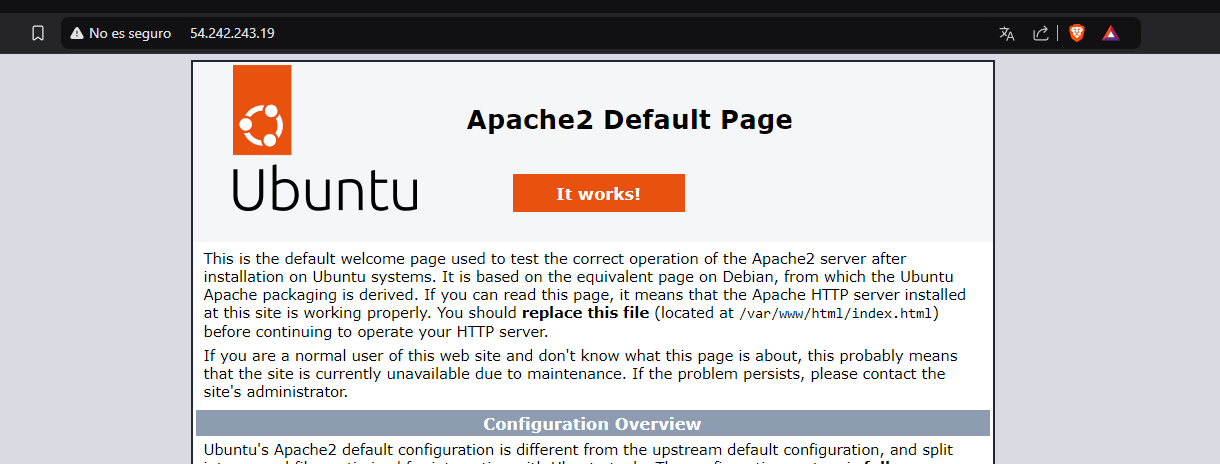 No es seguro 54.242.243.19
Apache2 Default Page
Ubuntu
It works!
This is the default welcome page used to test the correct operation of the Apache2 server after
installation on Ubuntu systems. It is based on the equivalent page on Debian, from which the Ubuntu
Apache packaging is derived. If you can read this page, it means that the Apache HTTP server installed
at this site is working properly. You should replace this file (located at /var/www/html/index.html)
before continuing to operate your HTTP server.
If you are a normal user of this web site and don't know what this page is about, this probably means
that the site is currently unavailable due to maintenance. If the problem persists, please contact the
site's administrator.
Configuration Overview
Ubuntu's Apache2 default configuration is different from the upstream default configuration, and split